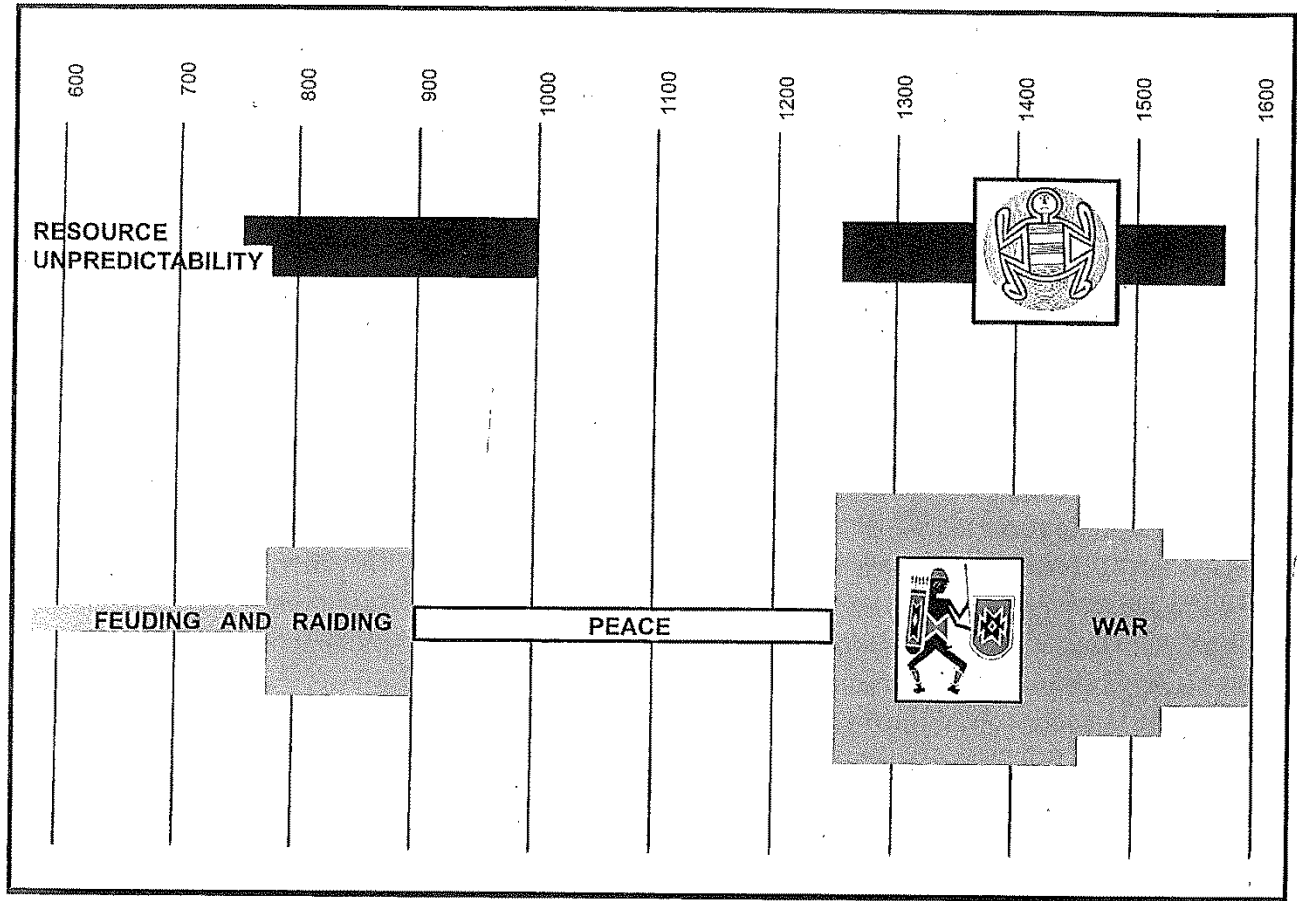 600 700 800 900 1000 1100 1200 1300 1400 1500 1600
RESOURCE
UNPREDICTABILITY
FEUDING AND RAIDING PEACE WAR